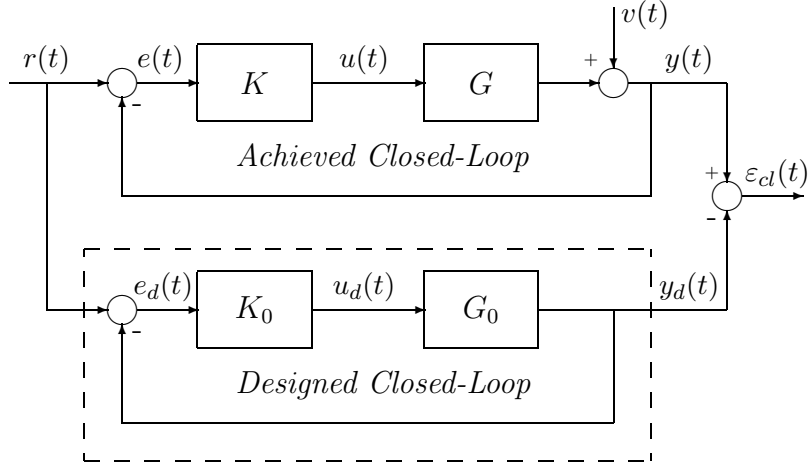 v(t)
r(t) e(t) K u(t) G + y(t)
-
Achieved Closed-Loop
+ ε_cl(t)
-
e_d(t) K_0 u_d(t) G_0 y_d(t)
-
Designed Closed-Loop